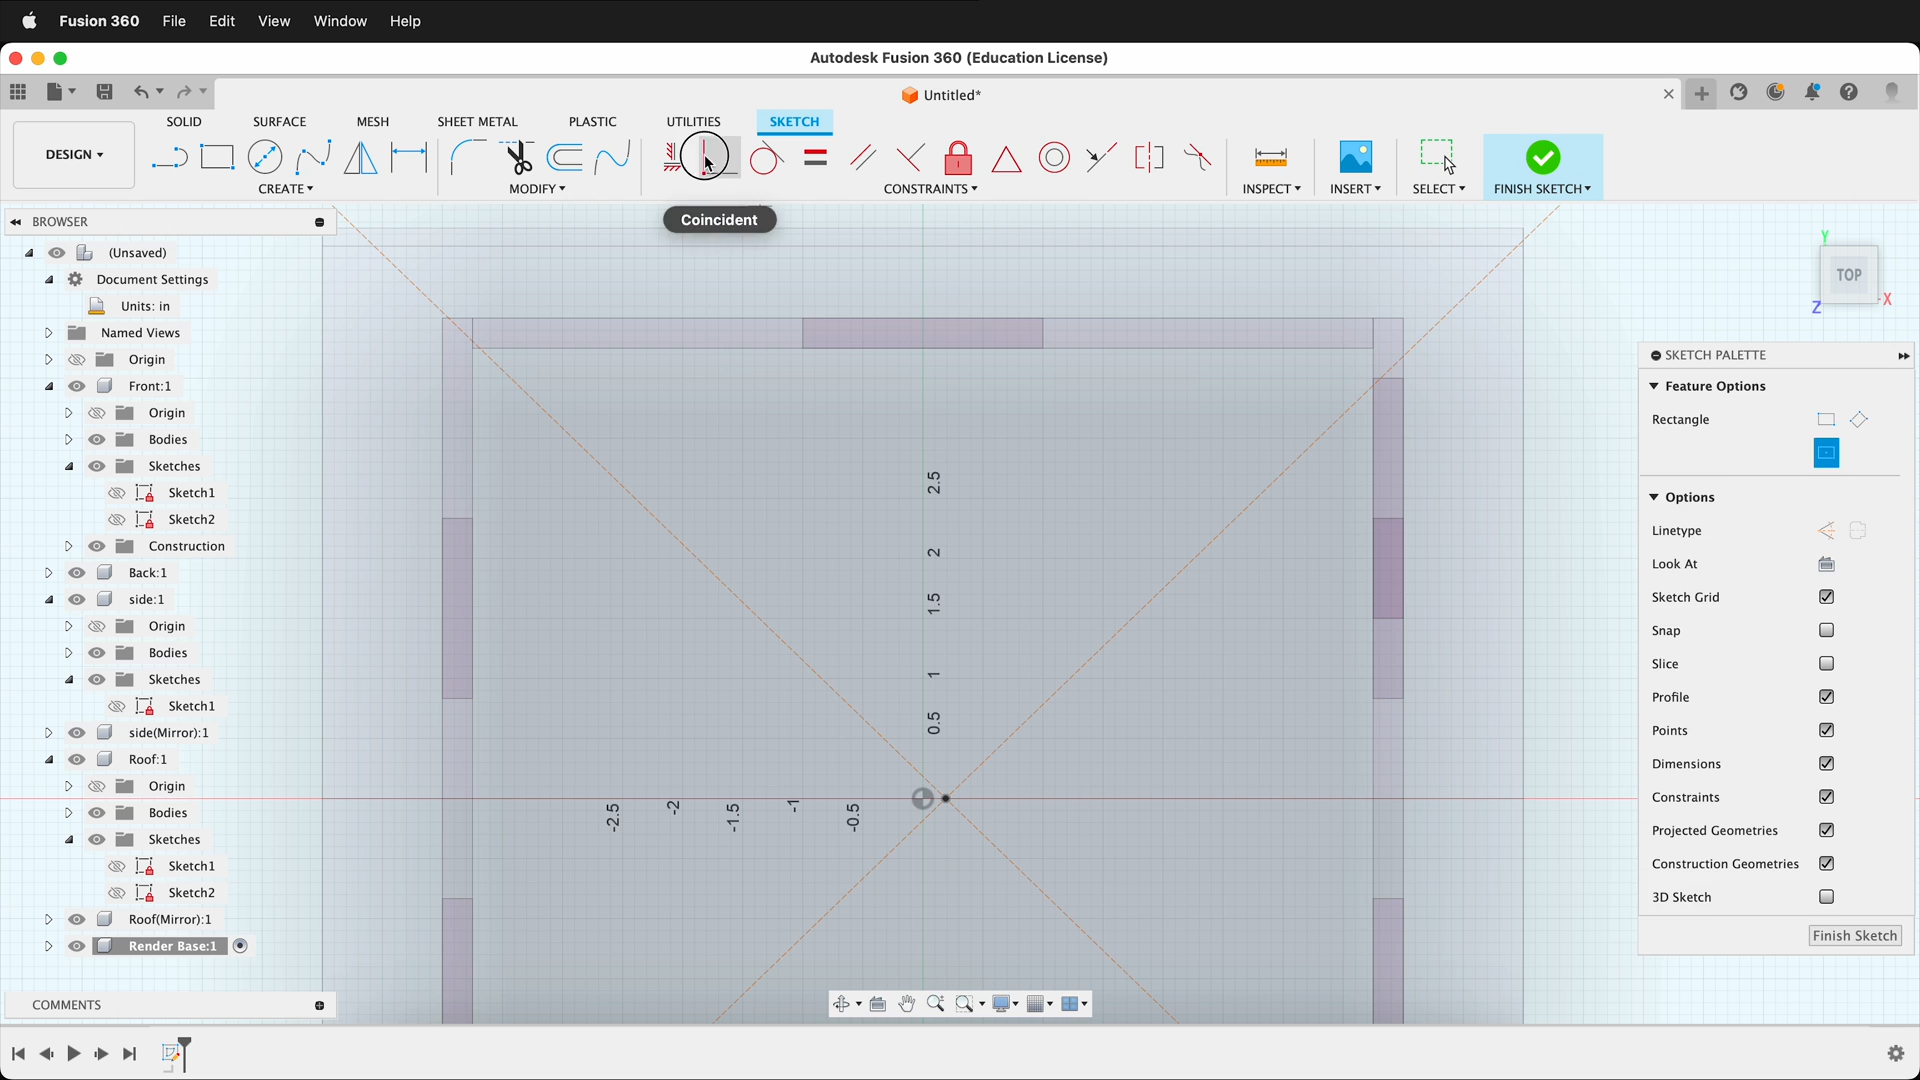 Fusion 360 File Edit View Window Help
Autodesk Fusion 360 (Education License)
Untitled*
SOLID SURFACE MESH SHEET METAL PLASTIC UTILITIES SKETCH
DESIGN
CREATE MODIFY CONSTRAINTS INSPECT INSERT SELECT FINISH SKETCH
Coincident
BROWSER
(Unsaved)
Document Settings
Units: in
Named Views
Origin
Front:1
Origin
Bodies
Sketches
Sketch1
Sketch2
Construction
Back:1
side:1
Origin
Bodies
Sketches
Sketch1
side(Mirror):1
Roof:1
Origin
Bodies
Sketches
Sketch1
Sketch2
Roof(Mirror):1
Render Base:1
COMMENTS
2.5
2
1.5
1
0.5
-2.5 -2 -1.5 -1 -0.5
Y
TOP
Z X
SKETCH PALETTE
Feature Options
Rectangle
Options
Linetype
Look At
Sketch Grid
Snap
Slice
Profile
Points
Dimensions
Constraints
Projected Geometries
Construction Geometries
3D Sketch
Finish Sketch